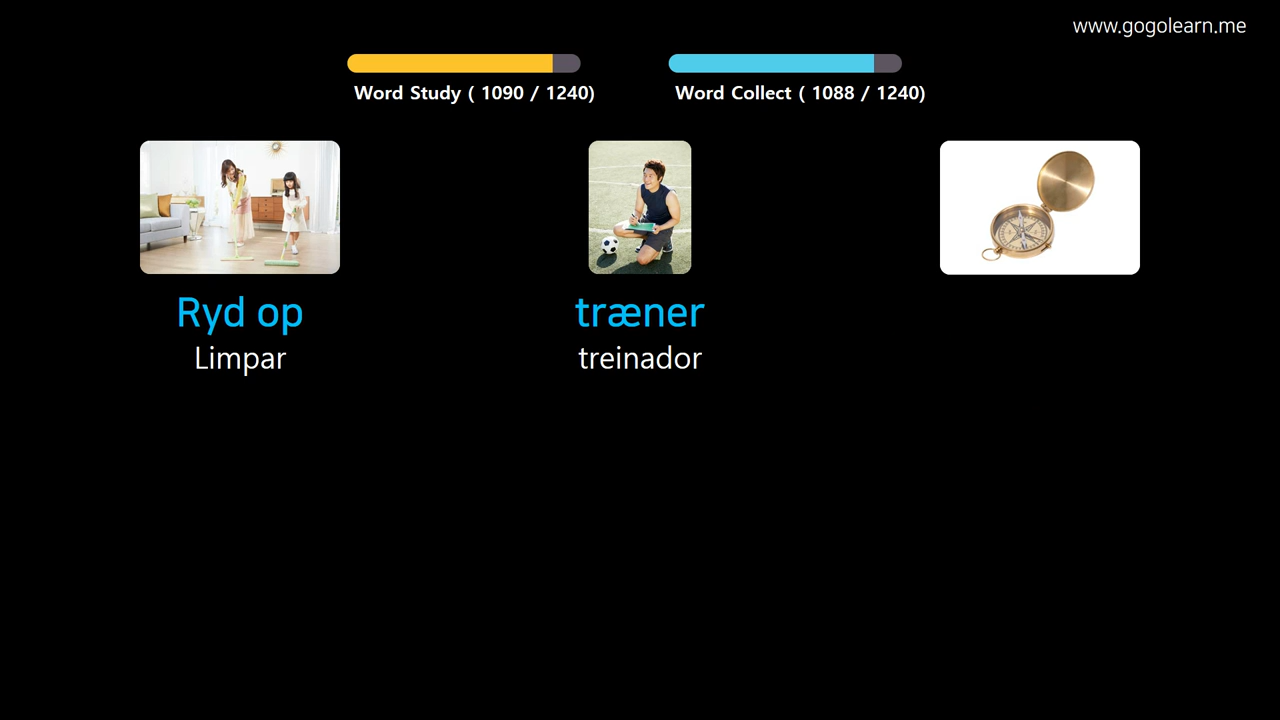 www.gogolearn.me
Word Study ( 1090 / 1240)
Word Collect ( 1088 / 1240)
Ryd op
Limpar
træner
treinador